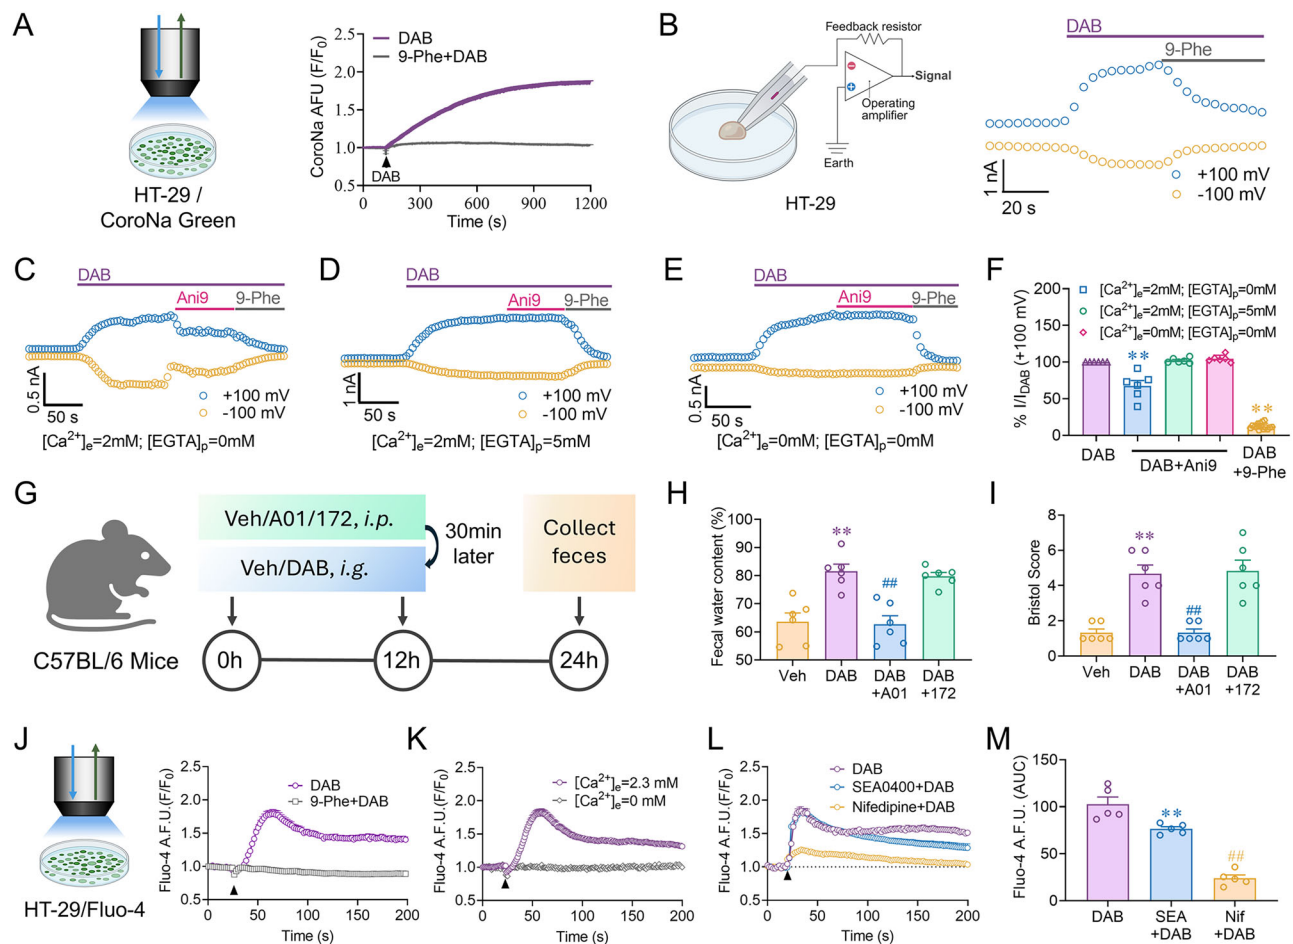 A
HT-29 /
CoroNa Green
CoroNa AFU (F/F0)
2.5
2.0
1.5
1.0
0.5
DAB
9-Phe+DAB
DAB
0 300 600 900 1200
Time (s)
B
Feedback resistor
Signal
Operating
amplifier
Earth
HT-29
DAB
9-Phe
1 nA
20 s
+100 mV
-100 mV
C
DAB
Ani9 9-Phe
0.5 nA
50 s
+100 mV
-100 mV
[Ca2+]e=2mM; [EGTA]p=0mM
D
DAB
Ani9 9-Phe
1 nA
50 s
+100 mV
-100 mV
[Ca2+]e=2mM; [EGTA]p=5mM
E
DAB
Ani9 9-Phe
0.5 nA
50 s
+100 mV
-100 mV
[Ca2+]e=0mM; [EGTA]p=0mM
F
% I/IDAB (+100 mV)
200
150
100
50
0
[Ca2+]e=2mM; [EGTA]p=0mM
[Ca2+]e=2mM; [EGTA]p=5mM
[Ca2+]e=0mM; [EGTA]p=0mM
**
**
DAB
DAB+Ani9
DAB
+9-Phe
G
C57BL/6 Mice
Veh/A01/172, i.p.
Veh/DAB, i.g.
30min
later
Collect
feces
0h
12h
24h
H
Fecal water content (%)
100
90
80
70
60
50
**
##
Veh
DAB
DAB
+A01
DAB
+172
I
Bristol Score
8
6
4
2
0
**
##
Veh
DAB
DAB
+A01
DAB
+172
J
HT-29/Fluo-4
Fluo-4 A.F.U.(F/F0)
2.5
2.0
1.5
1.0
0.5
DAB
9-Phe+DAB
0 50 100 150 200
Time (s)
K
Fluo-4 A.F.U.(F/F0)
2.5
2.0
1.5
1.0
0.5
[Ca2+]e=2.3 mM
[Ca2+]e=0 mM
0 50 100 150 200
Time (s)
L
Fluo-4 A.F.U.(F/F0)
2.5
2.0
1.5
1.0
0.5
DAB
SEA0400+DAB
Nifedipine+DAB
0 50 100 150 200
Time (s)
M
Fluo-4 A.F.U. (AUC)
150
100
50
0
**
##
DAB
SEA
+DAB
Nif
+DAB